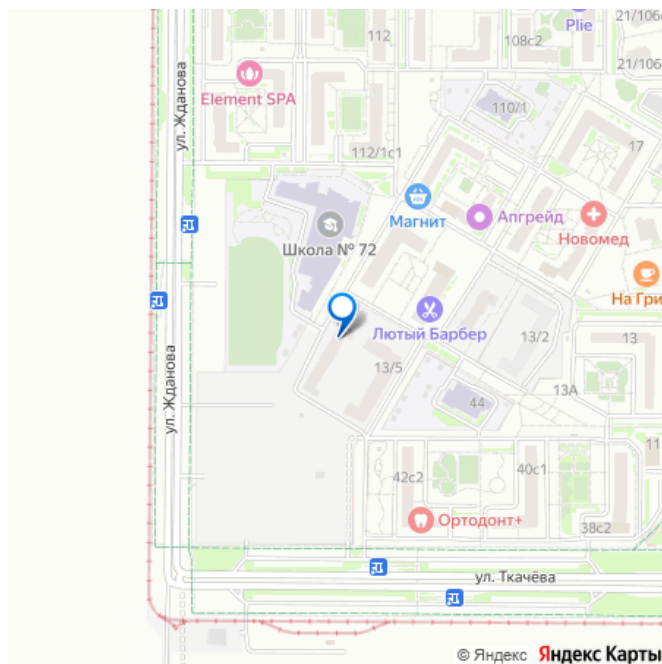 112
108с2
Plie
21/106
Element SPA
110/1
21/106
ул. Жданова
112/1с1
17
Магнит
Апгрейд
Новомед
Школа № 72
На Гри
Лютый Барбер
13/2
13
ул. Жданова
13/5
13А
44
11
42с2
40с1
Ортодонт+
38с2
ул. Ткачёва
© Яндекс Яндекс Карты